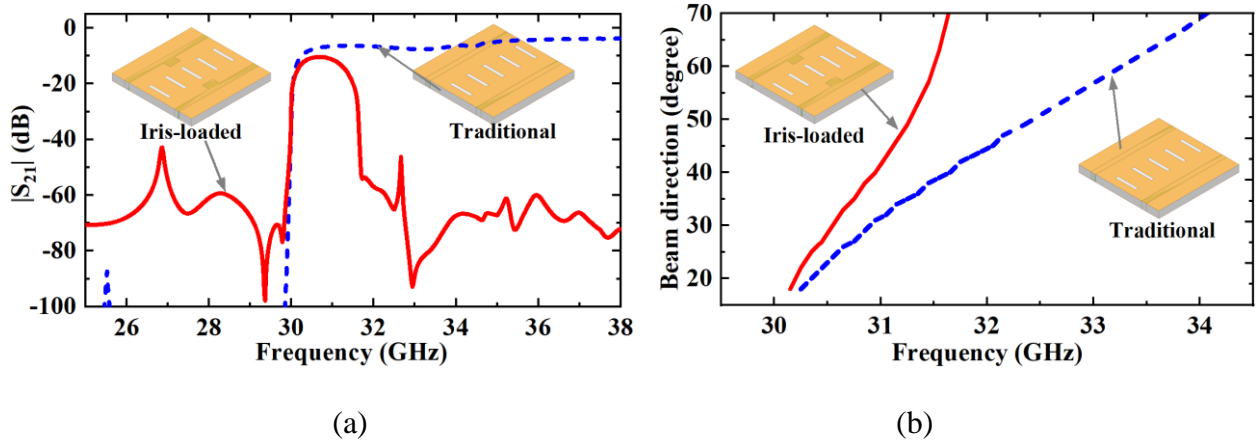 0
-20
-40
-60
-80
-100
|S21| (dB)
26 28 30 32 34 36 38
Frequency (GHz)
Iris-loaded
Traditional
(a)
70
60
50
40
30
20
Beam direction (degree)
30 31 32 33 34
Frequency (GHz)
Iris-loaded
Traditional
(b)